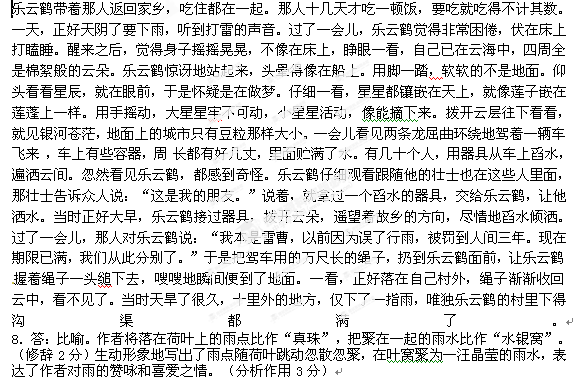 乐云鹤带着那人返回家乡，吃住都在一起。那人十几天才吃一顿饭，要吃就吃得不计其数。
一天，正好天阴了要下雨，听到打雷的声音。过了一会儿，乐云鹤觉得非常困倦，伏在床上
打瞌睡。醒来之后，觉得身子摇摇晃晃，不像在床上，睁眼一看，自己已在云海中，四周全
是棉絮般的云朵。乐云鹤惊讶地站起来，头晕得像在船上。用脚一踏，软软的不是地面。仰
头看看星辰，就在眼前，于是怀疑是在做梦。仔细一看，星星都镶嵌在天上，就像莲子嵌在
莲蓬上一样。用手摇动，大星星牢不可动，小星星活动，像能摘下来。拨开云层往下看看，
就见银河苍茫，地面上的城市只有豆粒那样大小。一会儿看见两条龙屈曲环绕地驾着一辆车
飞来，车上有些容器，周 长都有好几丈，里面贮满了水。有几十个人，用器具从车上舀水，
遍洒云间。忽然看见乐云鹤，都感到奇怪。乐云鹤仔细观看跟随他的壮士也在这些人里面，
那壮士告诉众人说：“这是我的朋友。”说着，就拿过一个舀水的器具，交给乐云鹤，让他
洒水。当时正好大旱，乐云鹤接过器具，拨开云朵，遥望着故乡的方向，尽情地舀水倾洒。
过了一会儿，那人对乐云鹤说：“我本是雷曹，以前因为误了行雨，被罚到人间三年。现在
期限已满，我们从此分别了。”于是把驾车用的万尺长的绳子，扔到乐云鹤面前，让乐云鹤
握着绳子一头缒下去，嗖嗖地瞬间便到了地面。一看，正好落在自己村外，绳子渐渐收回
云中，看不见了。当时天旱了很久，十里外的地方，仅下了一指雨，唯独乐云鹤的村里下得
沟渠都满了。
8．答：比喻。作者将落在荷叶上的雨点比作“真珠”，把聚在一起的雨水比作“水银窝”。
（修辞2分）生动形象地写出了雨点随荷叶跳动忽散忽聚，在叶窝聚为一汪晶莹的雨水，表
达了作者对雨的赞咏和喜爱之情。（分析作用3分）